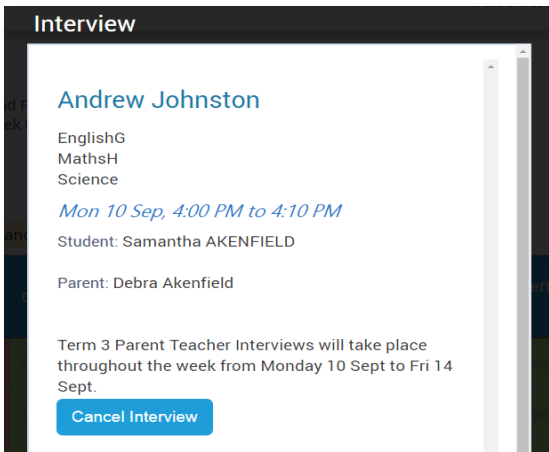 Interview
Andrew Johnston
EnglishG
MathsH
Science
Mon 10 Sep, 4:00 PM to 4:10 PM
Student: Samantha AKENFIELD
Parent: Debra Akenfield
Term 3 Parent Teacher Interviews will take place
throughout the week from Monday 10 Sept to Fri 14
Sept.
Cancel Interview